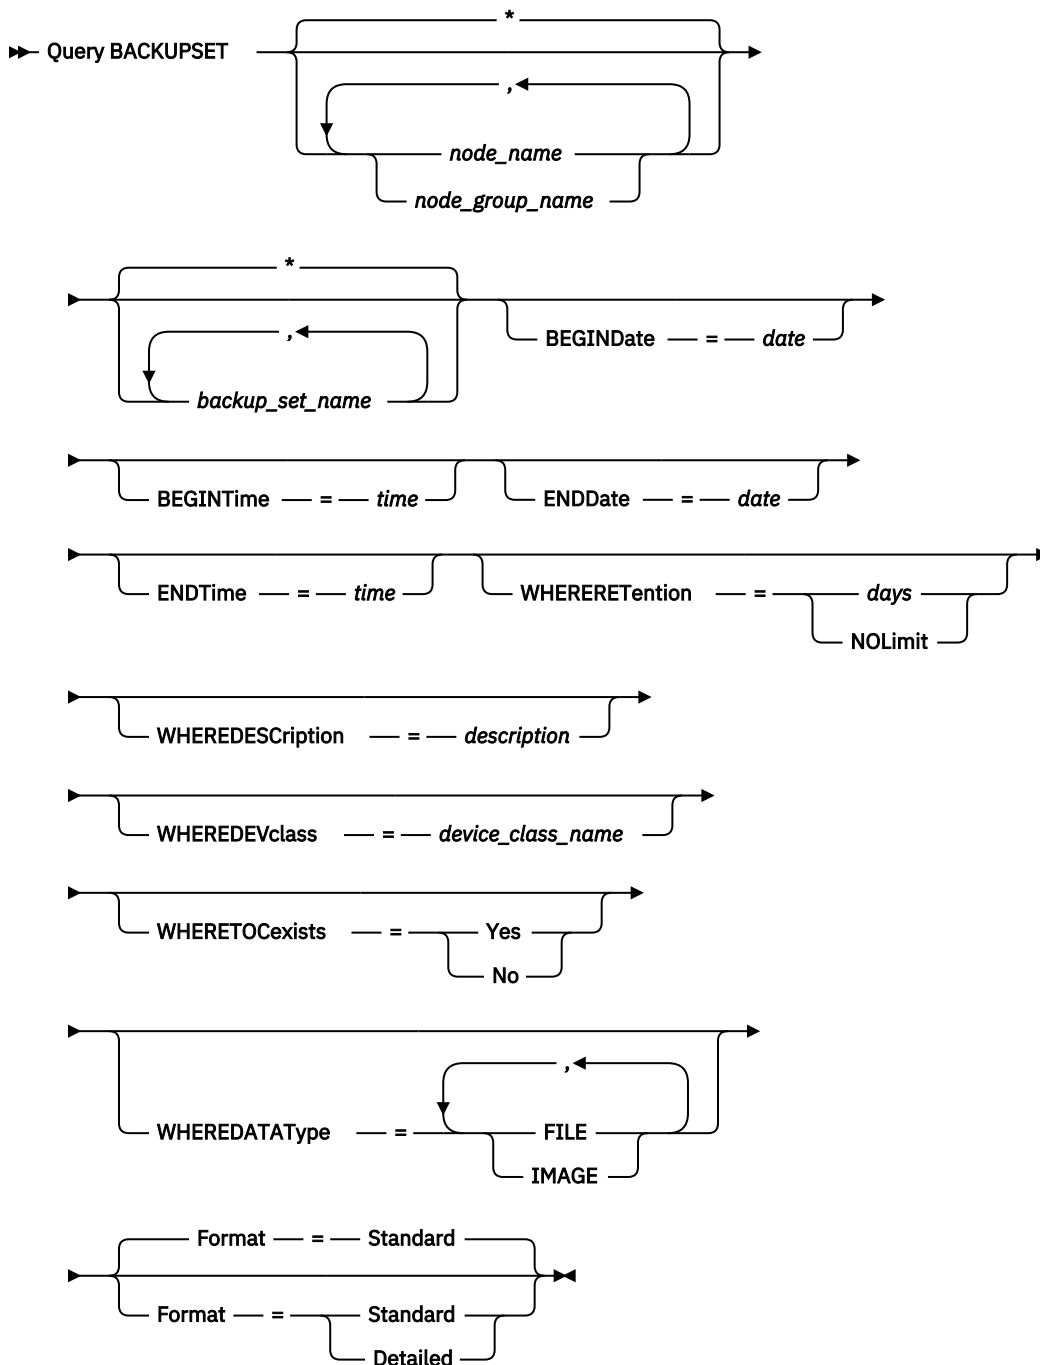 *
Query BACKUPSET
,
node_name
node_group_name
*
,
backup_set_name
BEGINDate = date
BEGINTime = time ENDDate = date
ENDTime = time WHERERETention = days
NOLimit
WHEREDESCription = description
WHEREDEVclass = device_class_name
WHERETOCexists = Yes
No
,
WHEREDATAType = FILE
IMAGE
Format = Standard
Format = Standard
Detailed